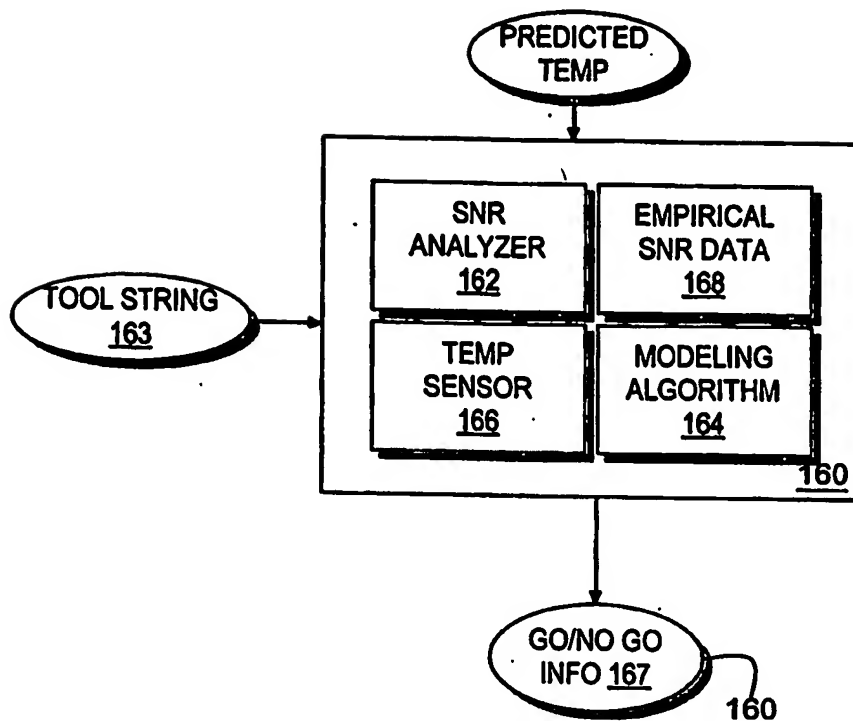 PREDICTED
TEMP
SNR
ANALYZER
162
EMPIRICAL
SNR DATA
168
TOOL STRING
163
TEMP
SENSOR
166
MODELING
ALGORITHM
164
160
GO/NO GO
INFO 167
160